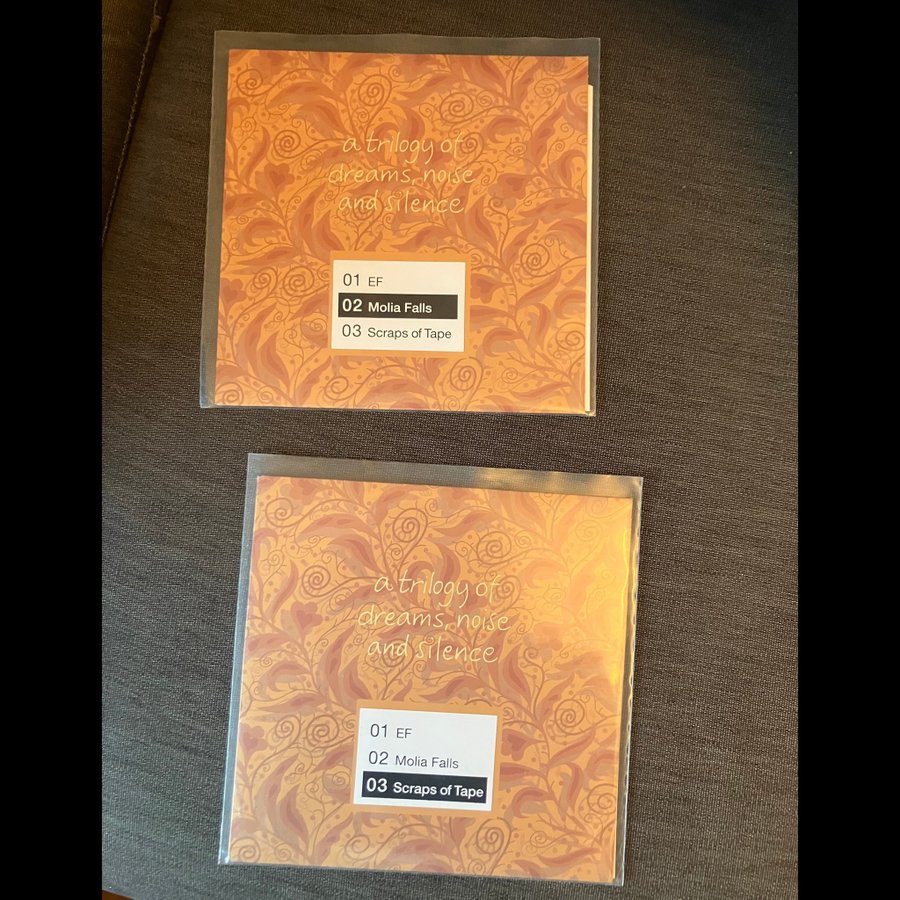 a trilogy of
dreams, noise
and silence
01 EF
02 Molia Falls
03 Scraps of Tape
a trilogy of
dreams, noise
and silence
01 EF
02 Molia Falls
03 Scraps of Tape